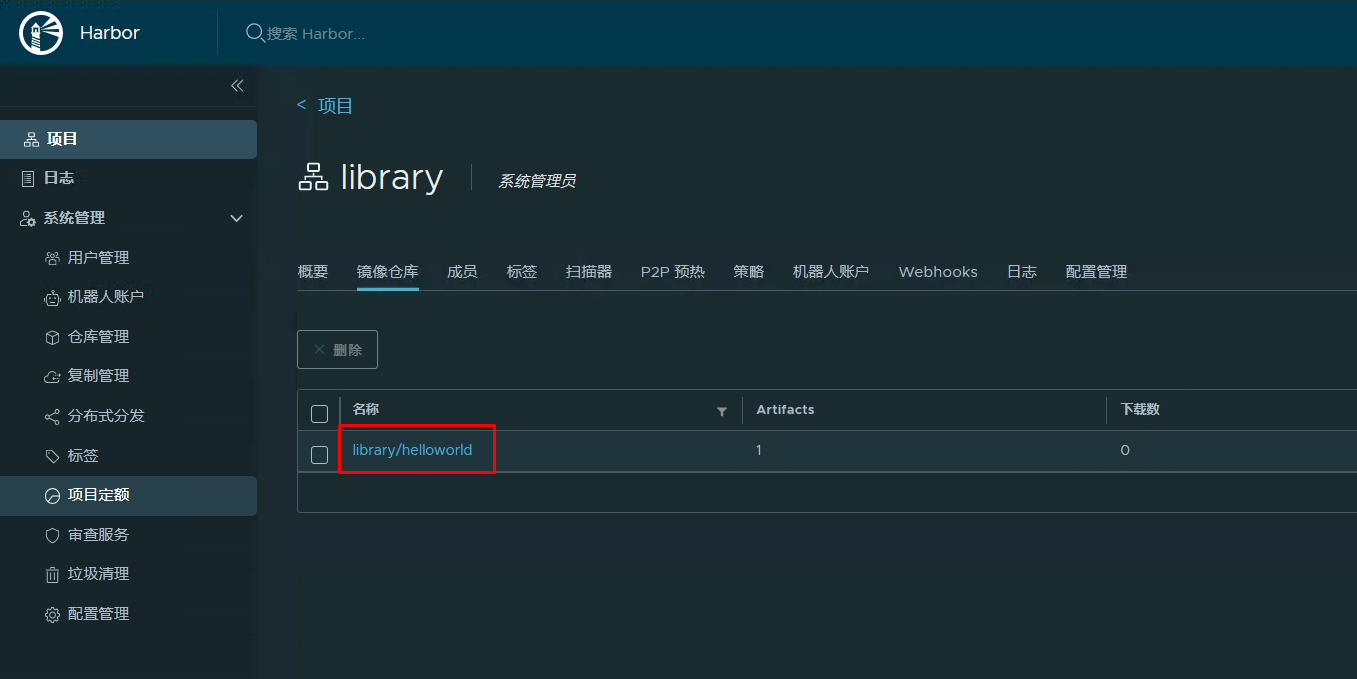 Harbor
搜索 Harbor...
项目
日志
系统管理
用户管理
机器人账户
仓库管理
复制管理
分布式分发
标签
项目定额
审查服务
垃圾清理
配置管理
< 项目
library 系统管理员
概要 镜像仓库 成员 标签 扫描器 P2P 预热 策略 机器人账户 Webhooks 日志 配置管理
删除
名称 Artifacts 下载数
library/helloworld 1 0